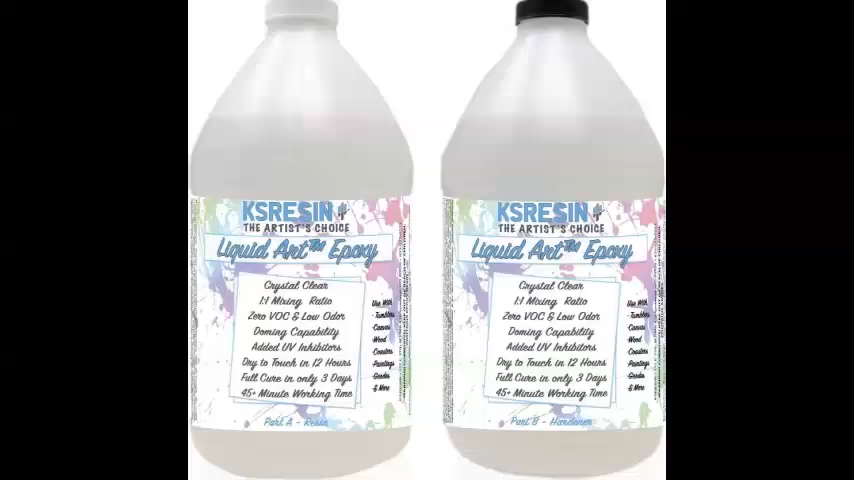 KSRESIN
THE ARTIST'S CHOICE
Liquid Art™ Epoxy
Crystal Clear
1:1 Mixing Ratio
Zero VOC & Low Odor
Doming Capability
Added UV Inhibitors
Dry to Touch in 12 Hours
Full Cure in only 3 Days
45+ Minute Working Time
Use With
- Tumblers
-Canvas
-Wood
-Coasters
-Paintings
-Geodes
& More
Part A - Resin
KSRESIN
THE ARTIST'S CHOICE
Liquid Art™ Epoxy
Crystal Clear
1:1 Mixing Ratio
Zero VOC & Low Odor
Doming Capability
Added UV Inhibitors
Dry to Touch in 12 Hours
Full Cure in only 3 Days
45+ Minute Working Time
Use With
- Tumblers
-Canvas
-Wood
-Coasters
-Paintings
-Geodes
& More
Part B - Hardener